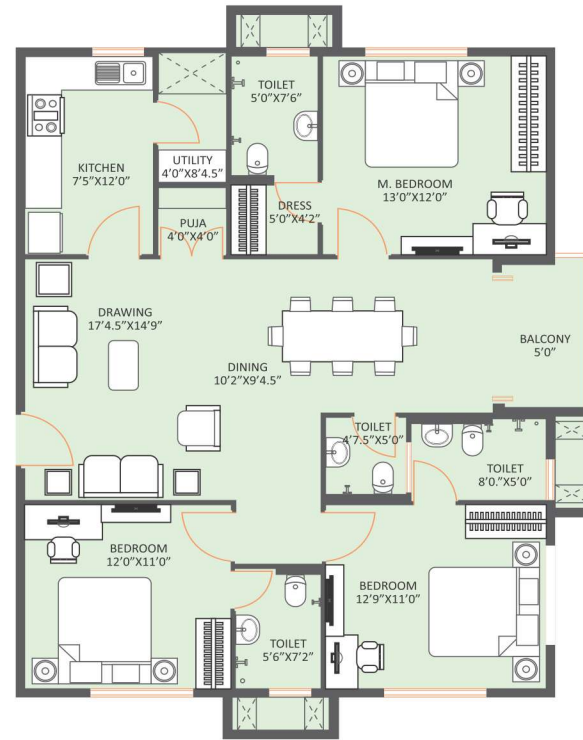 TOILET
5'0"X7'6"
KITCHEN
7'5"X12'0"
UTILITY
4'0"X8'4.5"
M. BEDROOM
13'0"X12'0"
DRESS
5'0"X4'2"
PUJA
4'0"X4'0"
DRAWING
17'4.5"X14'9"
DINING
10'2"X9'4.5"
BALCONY
5'0"
TOILET
4'7.5"X5'0"
TOILET
8'0."X5'0"
BEDROOM
12'0"X11'0"
BEDROOM
12'9"X11'0"
TOILET
5'6"X7'2"